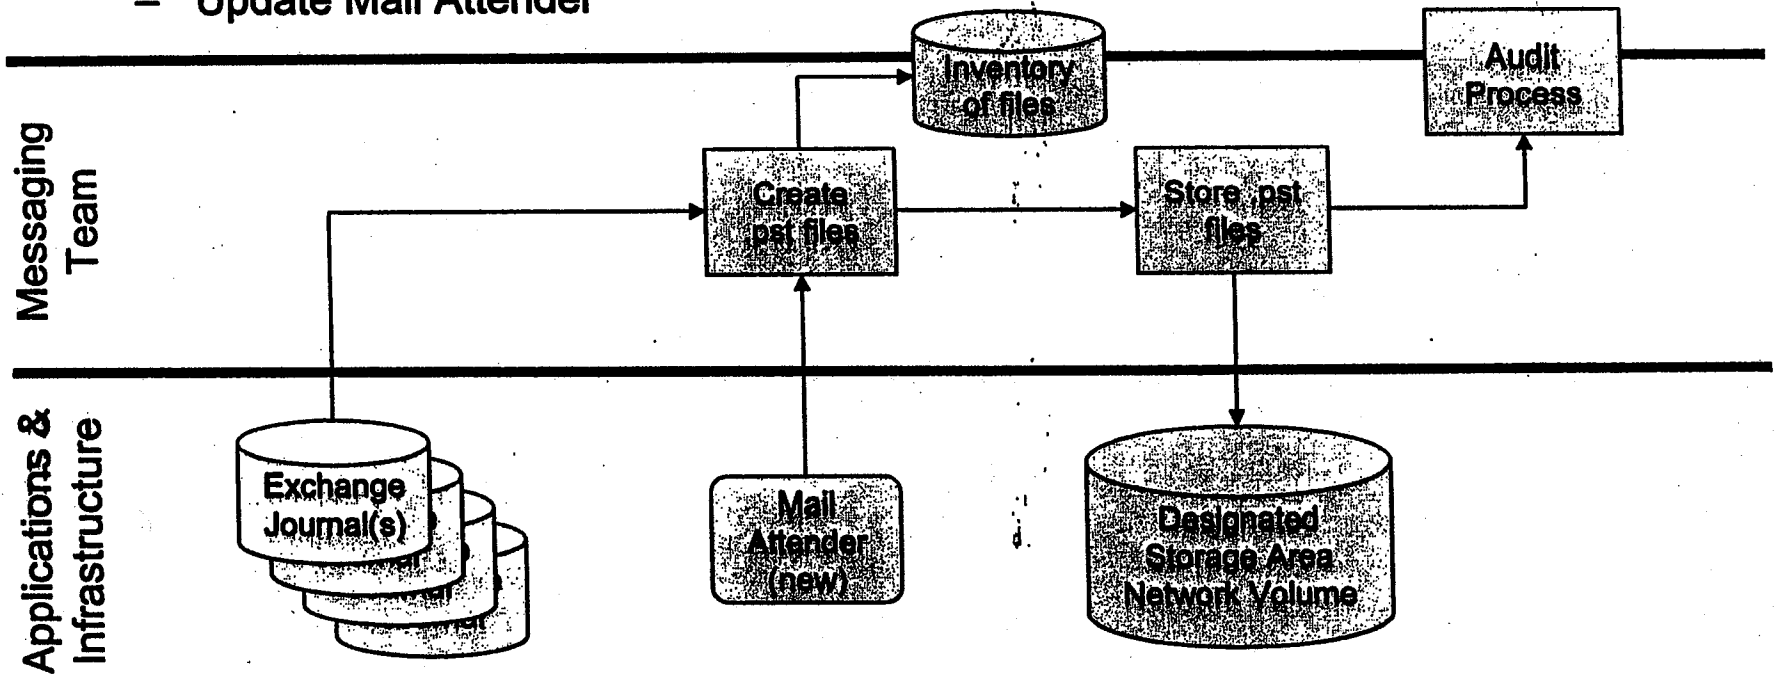 – Update Mail Attender
Inventory
of files
Audit
Process
Messaging
Team
Create
.pst files
Store .pst
files
Applications &
Infrastructure
Exchange
Journal(s)
Mail
Attender
(new)
Designated
Storage Area
Network Volume